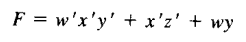 F = w'x'y' + x'z' + wy